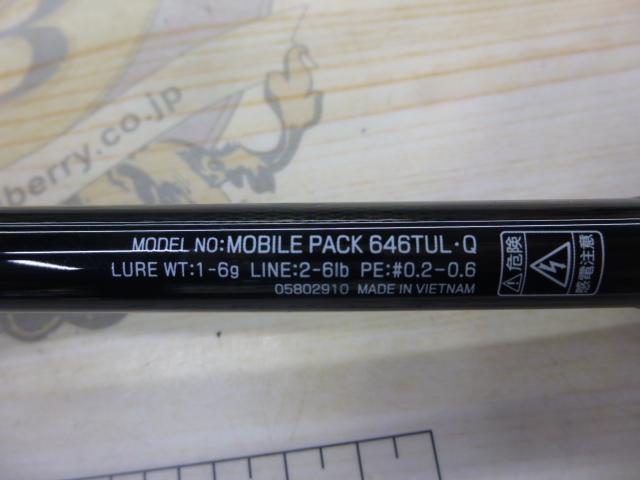 berry.co.jp
MODEL NO:MOBILE PACK 646TUL・Q
LURE WT:1-6g LINE:2-6lb PE:#0.2-0.6
05802910 MADE IN VIETNAM
危険
感電注意